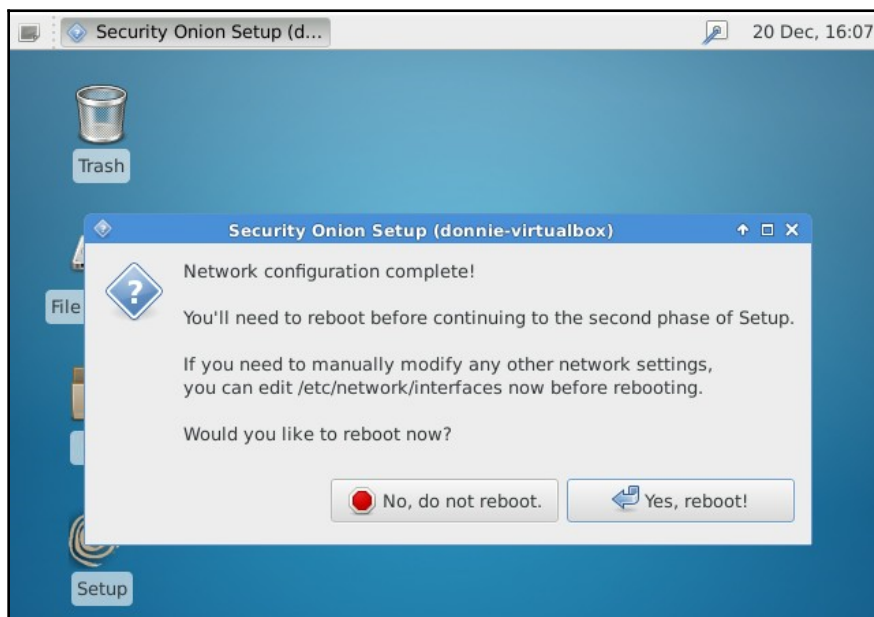 Security Onion Setup (d...
20 Dec, 16:07
Trash
File
Security Onion Setup (donnie-virtualbox)
Network configuration complete!
You'll need to reboot before continuing to the second phase of Setup.
If you need to manually modify any other network settings,
you can edit /etc/network/interfaces now before rebooting.
Would you like to reboot now?
No, do not reboot.
Yes, reboot!
Setup